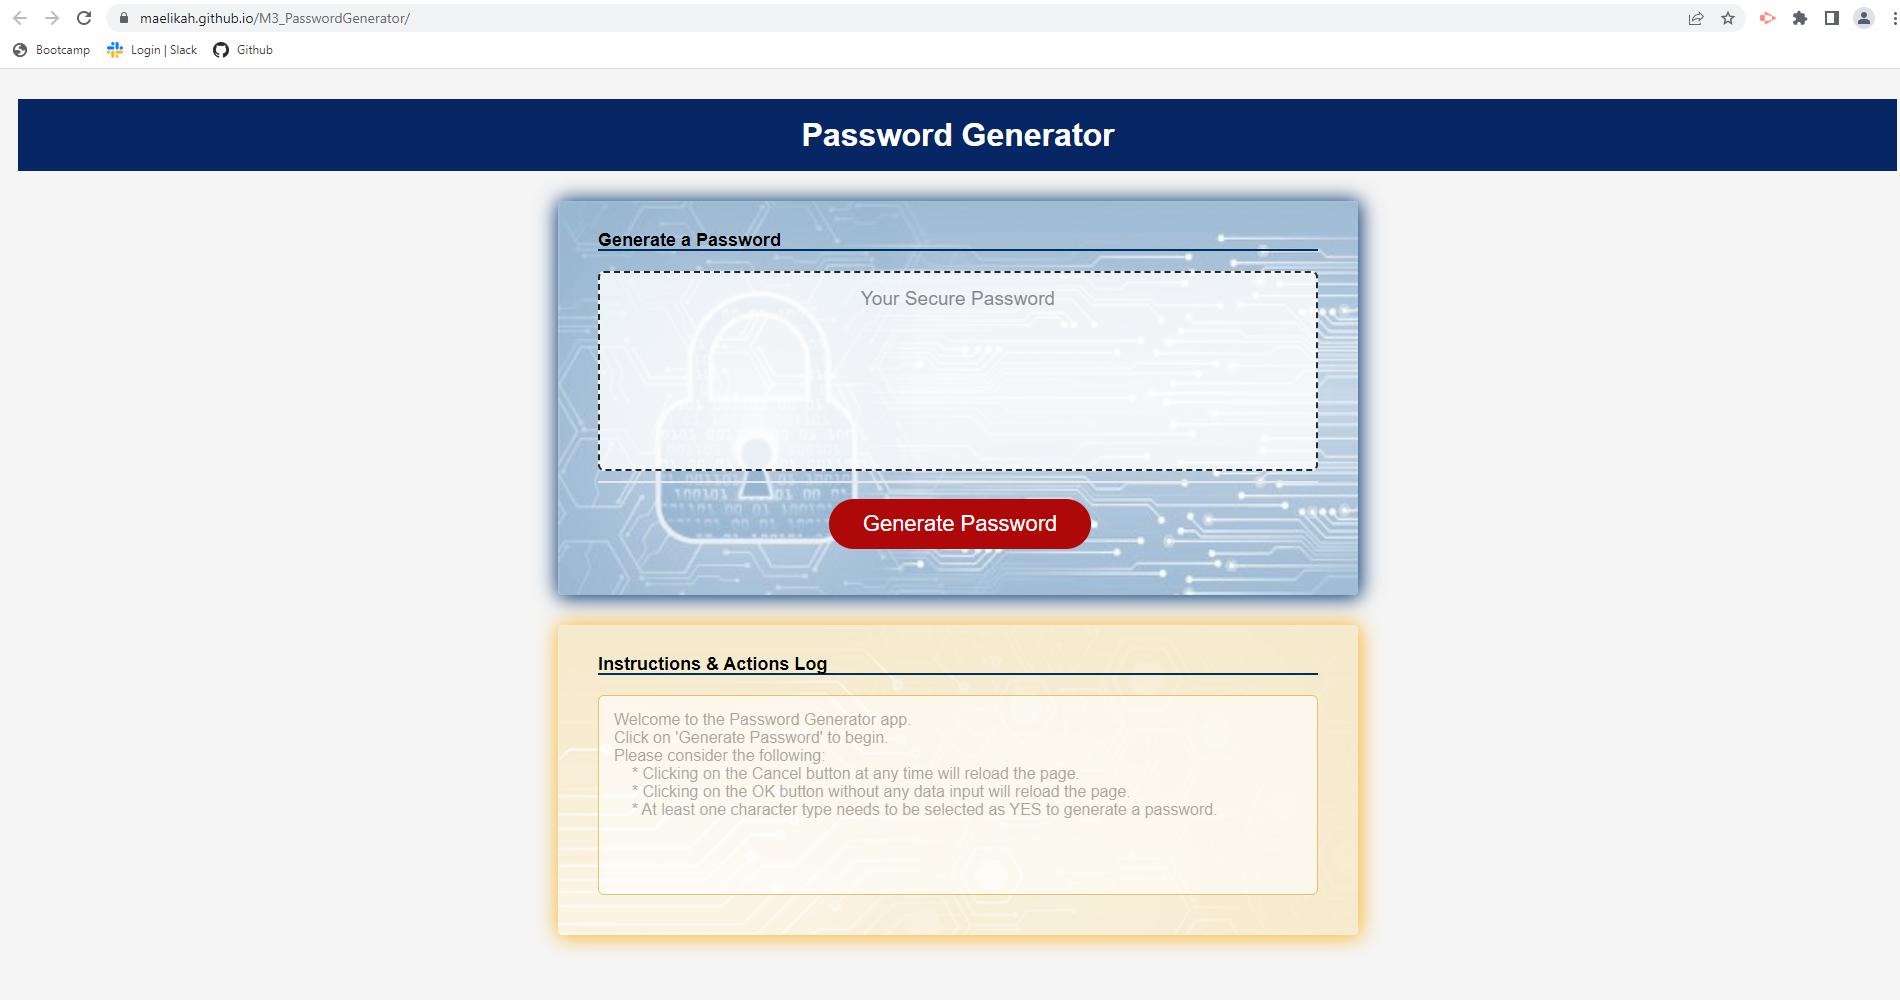 maelikah.github.io/M3_PasswordGenerator/
Bootcamp Login | Slack Github
Password Generator
Generate a Password
Your Secure Password
Generate Password
Instructions & Actions Log
Welcome to the Password Generator app.
Click on 'Generate Password' to begin.
Please consider the following:
* Clicking on the Cancel button at any time will reload the page.
* Clicking on the OK button without any data input will reload the page.
* At least one character type needs to be selected as YES to generate a password.